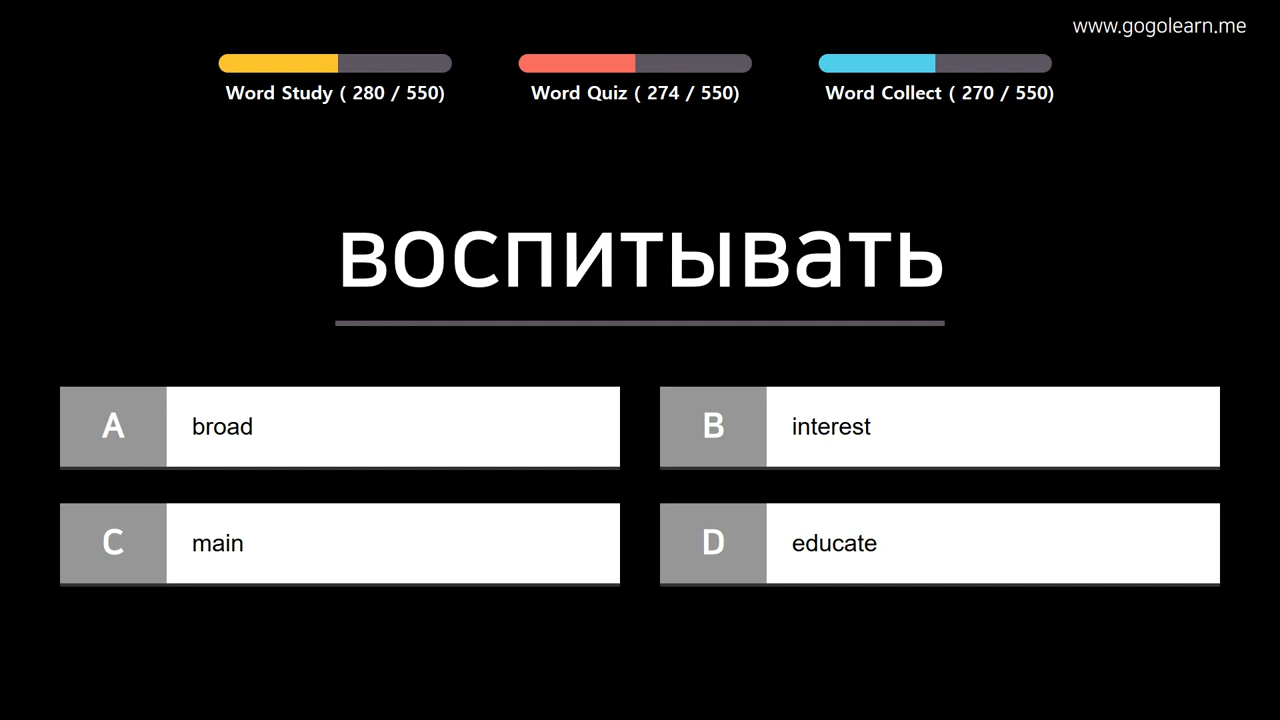 www.gogolearn.me
Word Study ( 280 / 550)
Word Quiz ( 274 / 550)
Word Collect ( 270 / 550)
воспитывать
A broad
B interest
C main
D educate